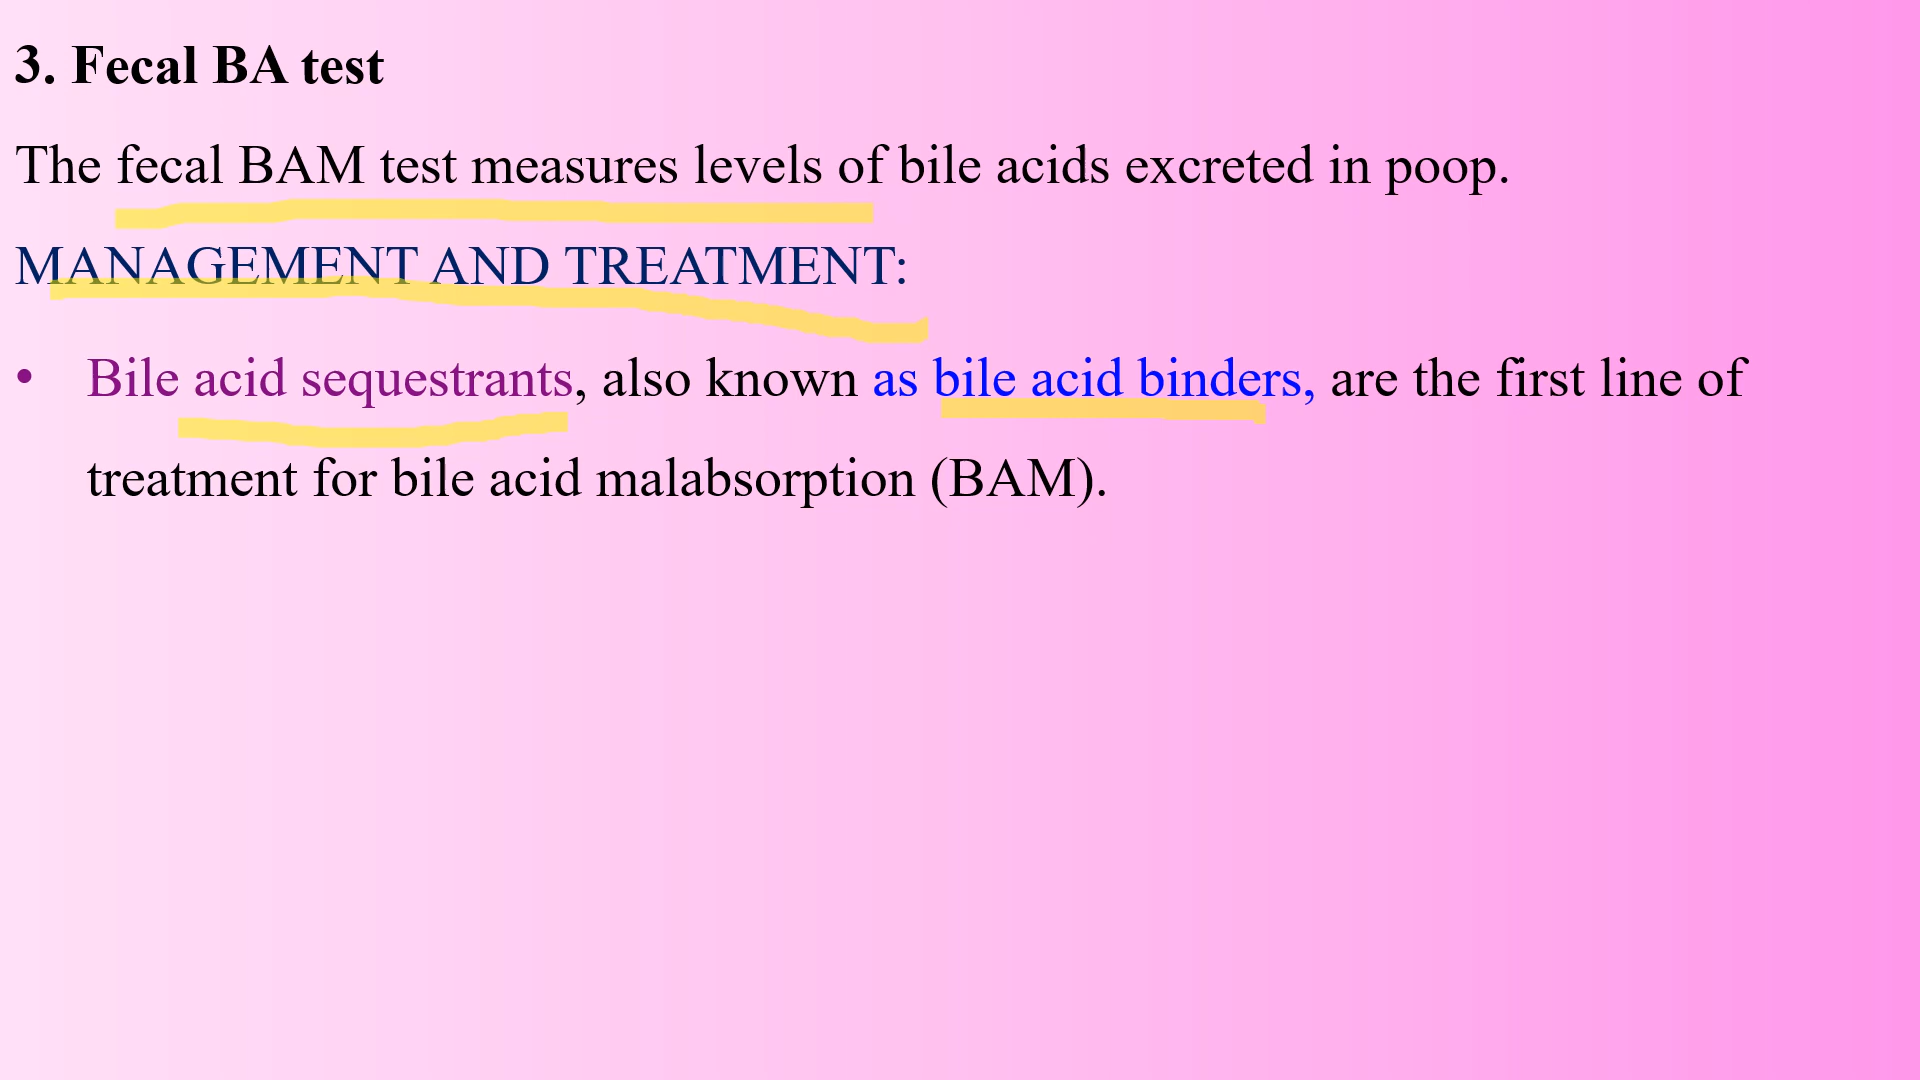 3. Fecal BA test
The fecal BAM test measures levels of bile acids excreted in poop.
MANAGEMENT AND TREATMENT:
• Bile acid sequestrants, also known as bile acid binders, are the first line of
treatment for bile acid malabsorption (BAM).